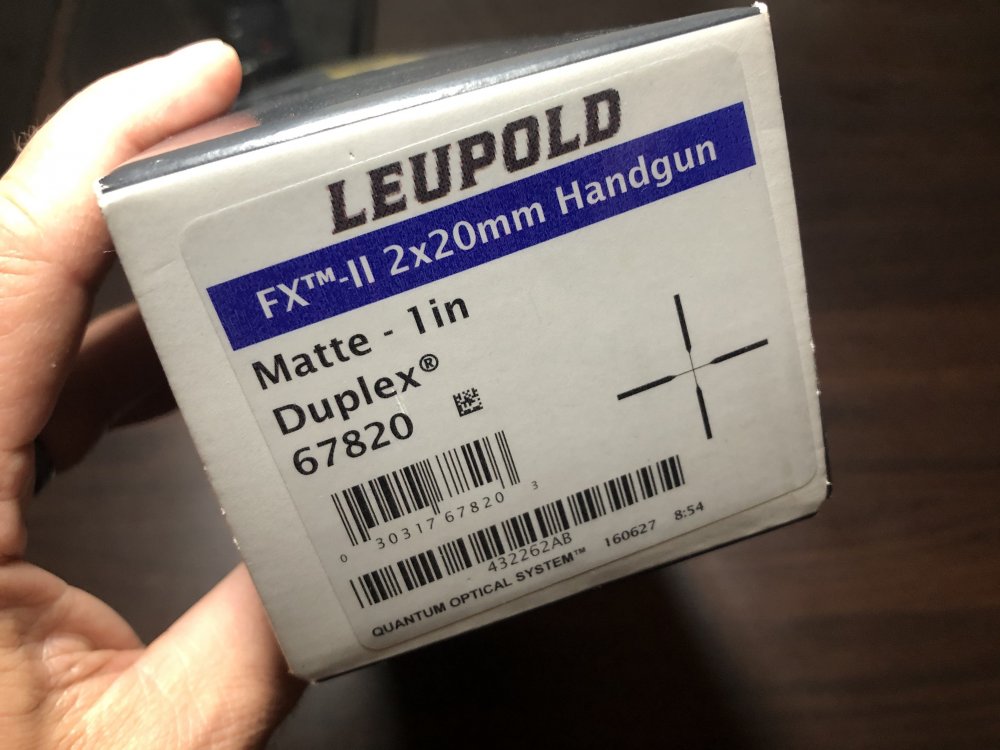 LEUPOLD
FX™-II 2x20mm Handgun
Matte - 1in
Duplex®
67820
0 30317 67820 3
432262AB
QUANTUM OPTICAL SYSTEM™ 160627 8:54